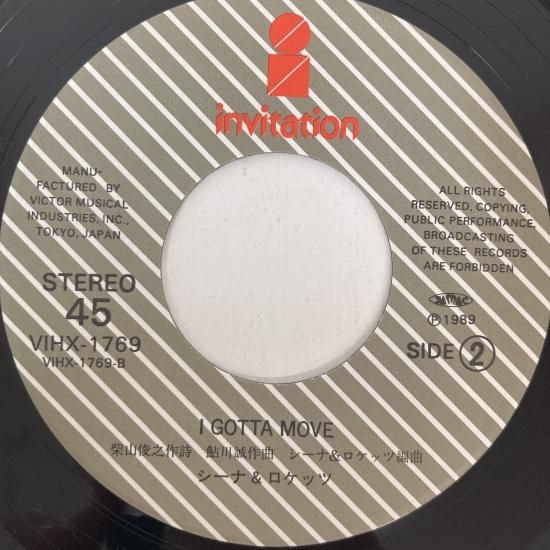 invitation
MANU-
FACTURED BY
VICTOR MUSICAL
INDUSTRIES, INC.,
TOKYO, JAPAN
ALL RIGHTS
RESERVED, COPYING,
PUBLIC PERFORMANCE,
BROADCASTING
OF THESE RECORDS
ARE FORBIDDEN
STEREO
45
VIHX-1769
VIHX-1769-B
Ⓟ1989
SIDE ②
I GOTTA MOVE
柴山俊之作詩 鮎川誠作曲 シーナ&ロケッツ編曲
シーナ & ロケッツ